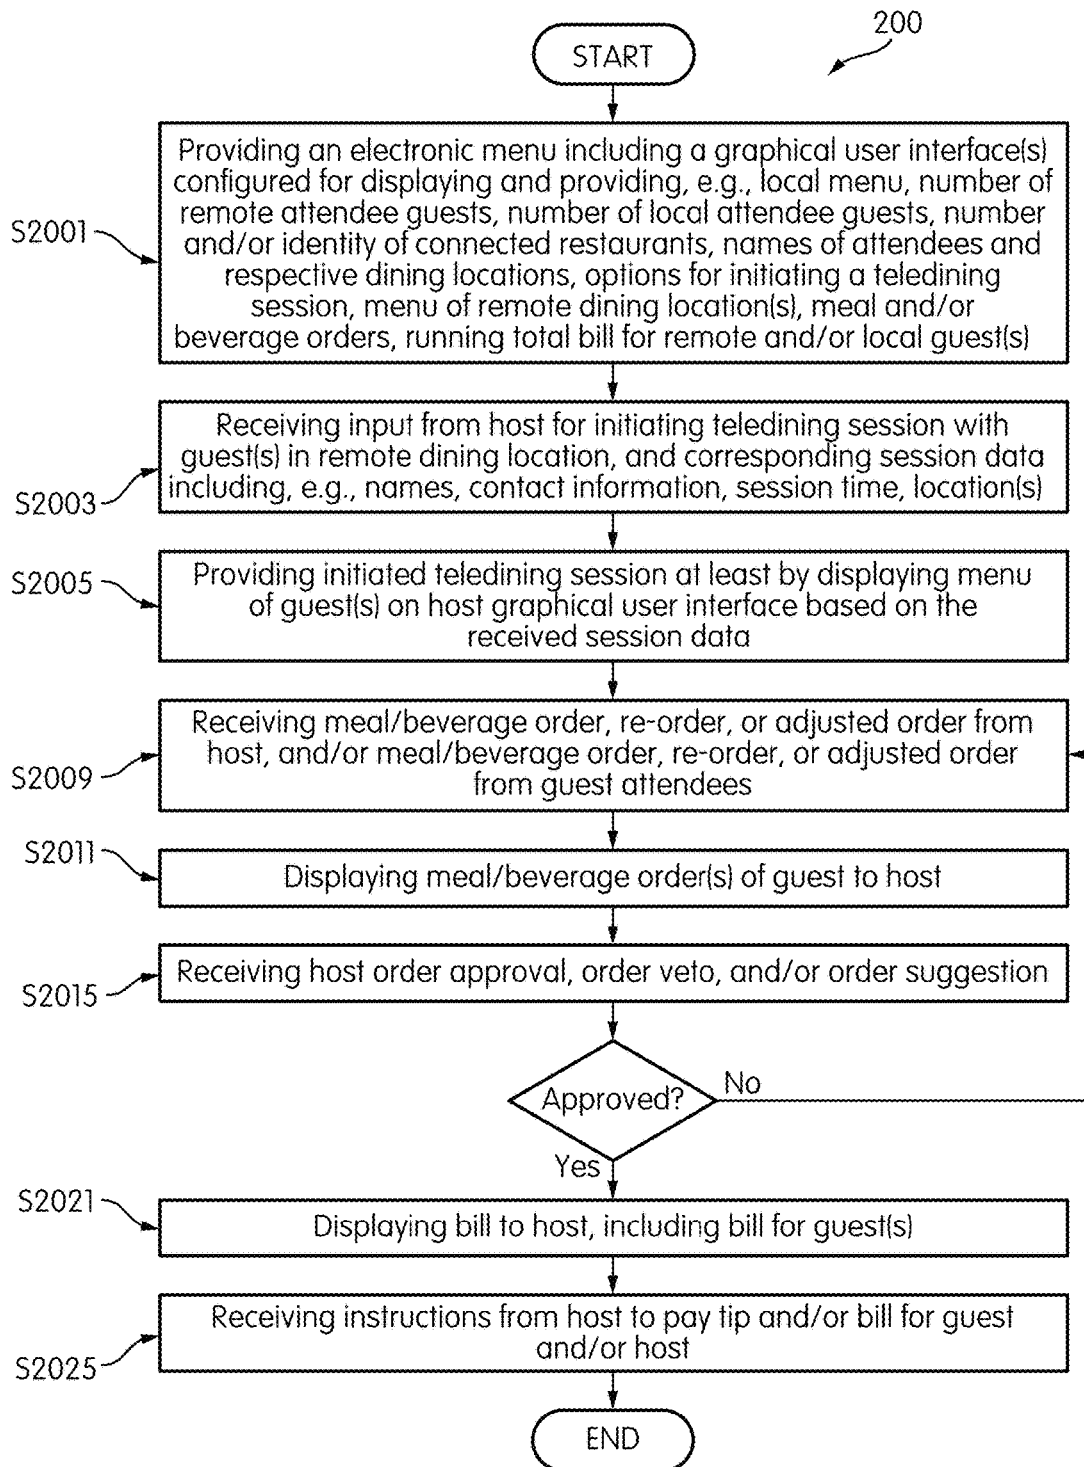 200
START
S2001
Providing an electronic menu including a graphical user interface(s)
configured for displaying and providing, e.g., local menu, number of
remote attendee guests, number of local attendee guests, number
and/or identity of connected restaurants, names of attendees and
respective dining locations, options for initiating a teledining
session, menu of remote dining location(s), meal and/or
beverage orders, running total bill for remote and/or local guest(s)
S2003
Receiving input from host for initiating teledining session with
guest(s) in remote dining location, and corresponding session data
including, e.g., names, contact information, session time, location(s)
S2005
Providing initiated teledining session at least by displaying menu
of guest(s) on host graphical user interface based on the
received session data
S2009
Receiving meal/beverage order, re-order, or adjusted order from
host, and/or meal/beverage order, re-order, or adjusted order
from guest attendees
S2011
Displaying meal/beverage order(s) of guest to host
S2015
Receiving host order approval, order veto, and/or order suggestion
Approved?
No
Yes
S2021
Displaying bill to host, including bill for guest(s)
S2025
Receiving instructions from host to pay tip and/or bill for guest
and/or host
END